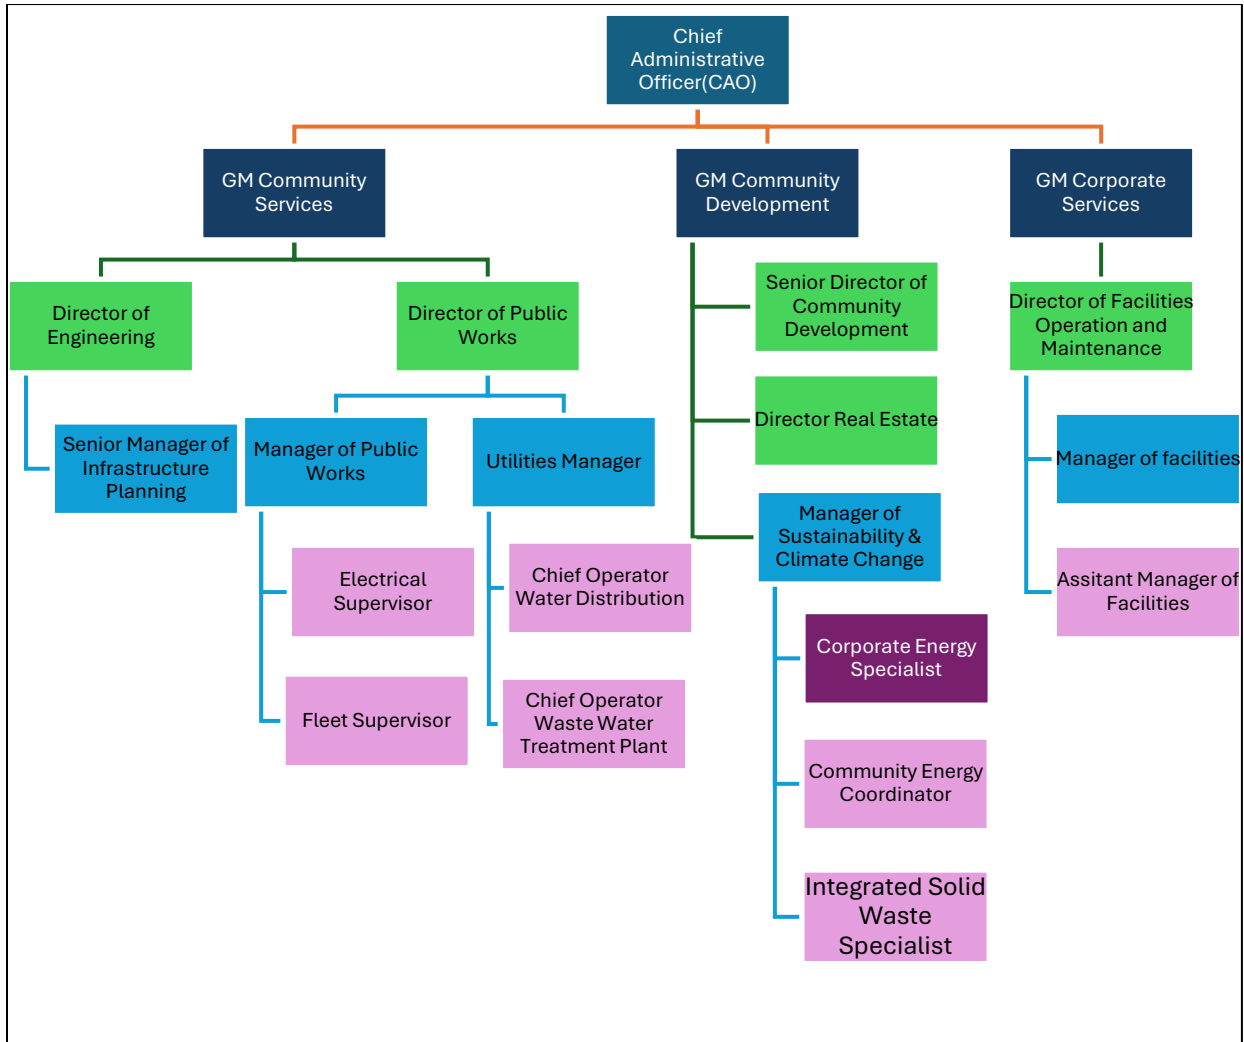 Chief
Administrative
Officer(CAO)
GM Community
Services
GM Community
Development
GM Corporate
Services
Director of
Engineering
Director of Public
Works
Senior Director of
Community
Development
Director of Facilities
Operation and
Maintenance
Director Real Estate
Senior Manager of
Infrastructure
Planning
Manager of Public
Works
Utilities Manager
Manager of facilities
Manager of
Sustainability &
Climate Change
Electrical
Supervisor
Chief Operator
Water Distribution
Assitant Manager of
Facilities
Corporate Energy
Specialist
Fleet Supervisor
Chief Operator
Waste Water
Treatment Plant
Community Energy
Coordinator
Integrated Solid
Waste
Specialist